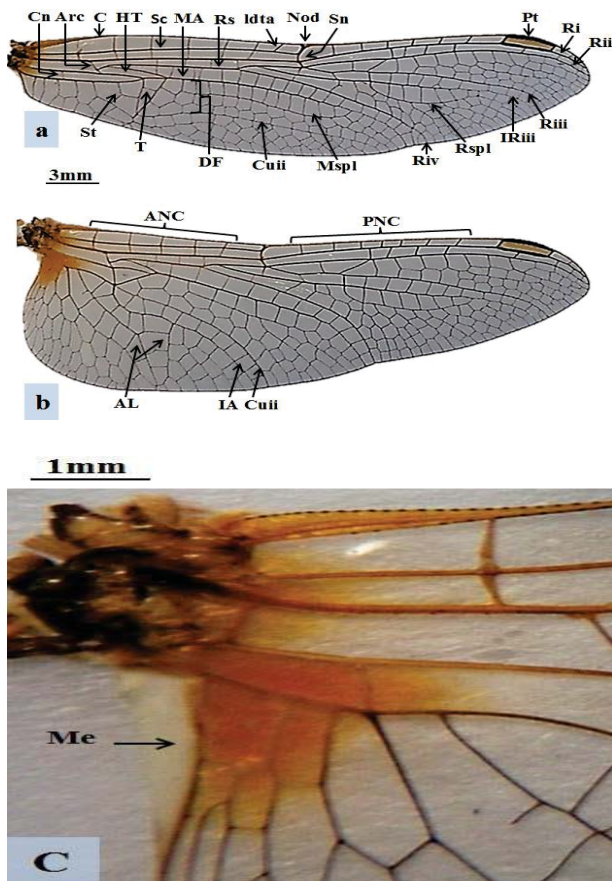 Cn Arc C HT Sc MA Rs ldta Nod Sn Pt Ri Rii
St T DF Cuii Mspl Riv Rspl IRiii Riii
a
3mm
ANC PNC
AL IA Cuii
b
1mm
Me
C